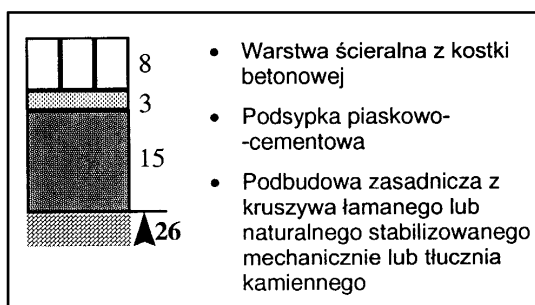 8
3
15
26
• Warstwa ścieralna z kostki
betonowej
• Podsypka piaskowo-
-cementowa
• Podbudowa zasadnicza z
kruszywa łamanego lub
naturalnego stabilizowanego
mechanicznie lub tłucznia
kamiennego